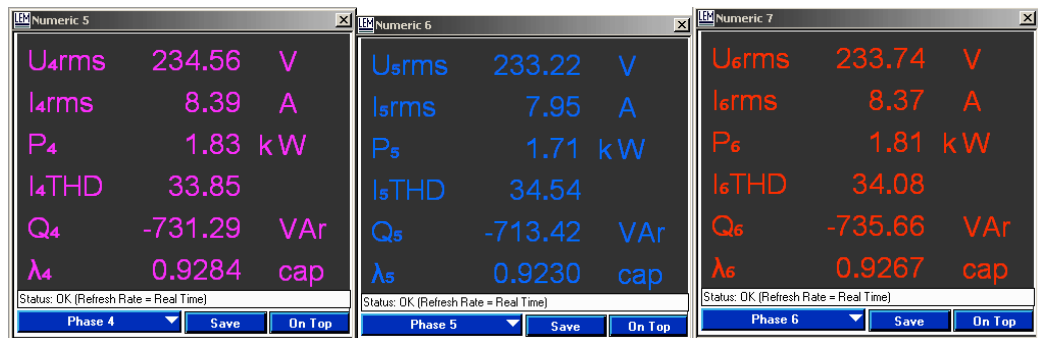 LEM Numeric 5
U4rms 234.56 V
I4rms 8.39 A
P4 1.83 kW
I4THD 33.85
Q4 -731.29 VAr
λ4 0.9284 cap
Status: OK (Refresh Rate = Real Time)
Phase 4 Save On Top
LEM Numeric 6
U5rms 233.22 V
I5rms 7.95 A
P5 1.71 kW
I5THD 34.54
Q5 -713.42 VAr
λ5 0.9230 cap
Status: OK (Refresh Rate = Real Time)
Phase 5 Save On Top
LEM Numeric 7
U6rms 233.74 V
I6rms 8.37 A
P6 1.81 kW
I6THD 34.08
Q6 -735.66 VAr
λ6 0.9267 cap
Status: OK (Refresh Rate = Real Time)
Phase 6 Save On Top